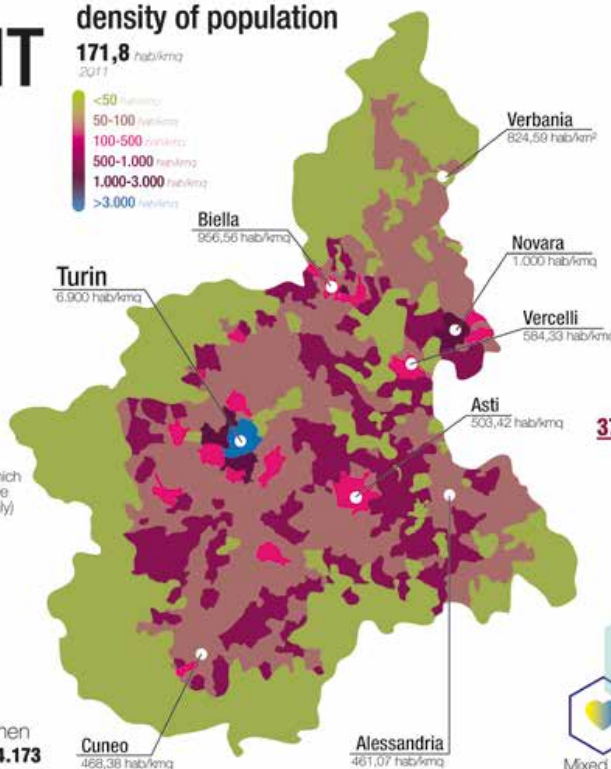 IT
density of population
171,8 hab/kmq
2011
<50 hab/kmq
50-100 hab/kmq
100-500 hab/kmq
500-1.000 hab/kmq
1.000-3.000 hab/kmq
>3.000 hab/kmq
Verbania
824,59 hab/km²
Biella
956,56 hab/kmq
Novara
1.000 hab/kmq
Turin
6.900 hab/kmq
Vercelli
584,33 hab/kmq
Asti
503,42 hab/kmq
37
Cuneo
468,38 hab/kmq
Alessandria
461,07 hab/kmq
4.173
Mixed